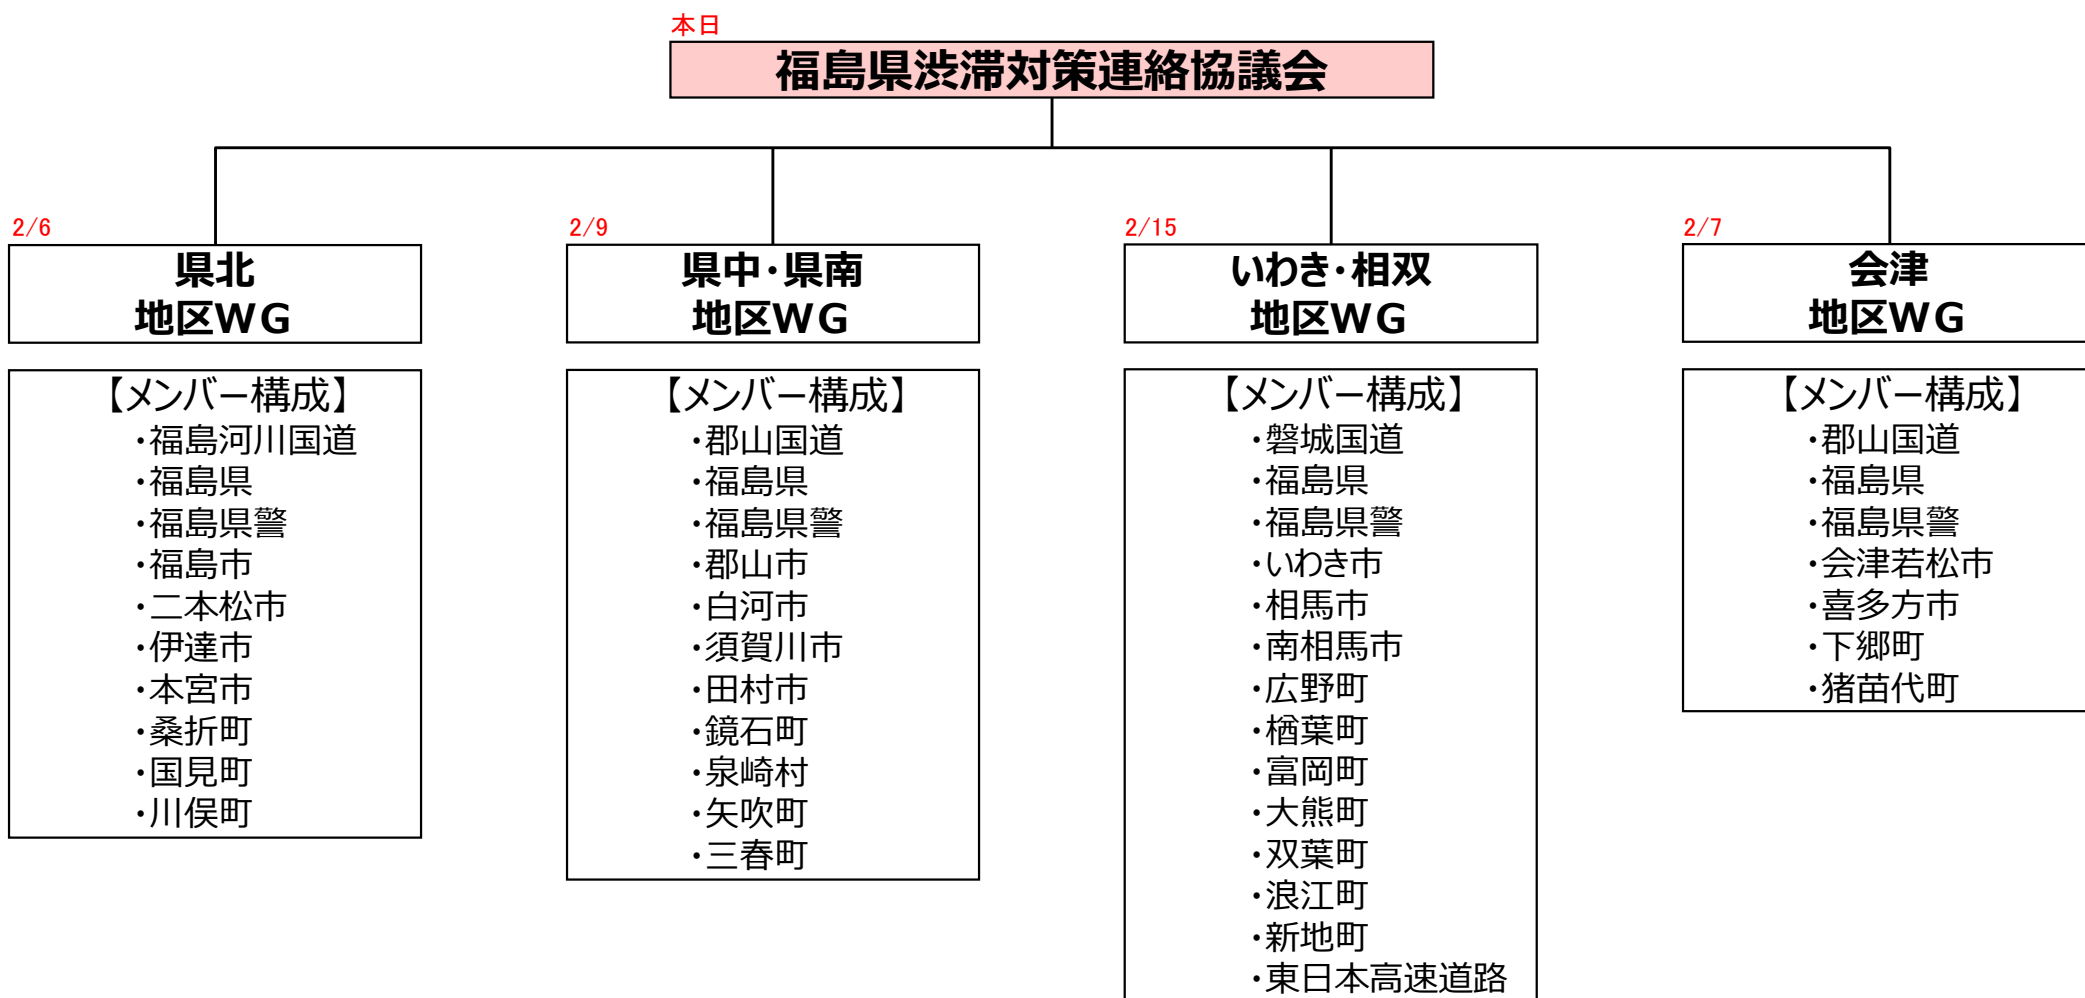 本日
福島県渋滞対策連絡協議会
2/6
県北
地区WG
【メンバー構成】
・福島河川国道
・福島県
・福島県警
・福島市
・二本松市
・伊達市
・本宮市
・桑折町
・国見町
・川俣町
2/9
県中・県南
地区WG
【メンバー構成】
・郡山国道
・福島県
・福島県警
・郡山市
・白河市
・須賀川市
・田村市
・鏡石町
・泉崎村
・矢吹町
・三春町
2/15
いわき・相双
地区WG
【メンバー構成】
・磐城国道
・福島県
・福島県警
・いわき市
・相馬市
・南相馬市
・広野町
・楢葉町
・富岡町
・大熊町
・双葉町
・浪江町
・新地町
・東日本高速道路
2/7
会津
地区WG
【メンバー構成】
・郡山国道
・福島県
・福島県警
・会津若松市
・喜多方市
・下郷町
・猪苗代町